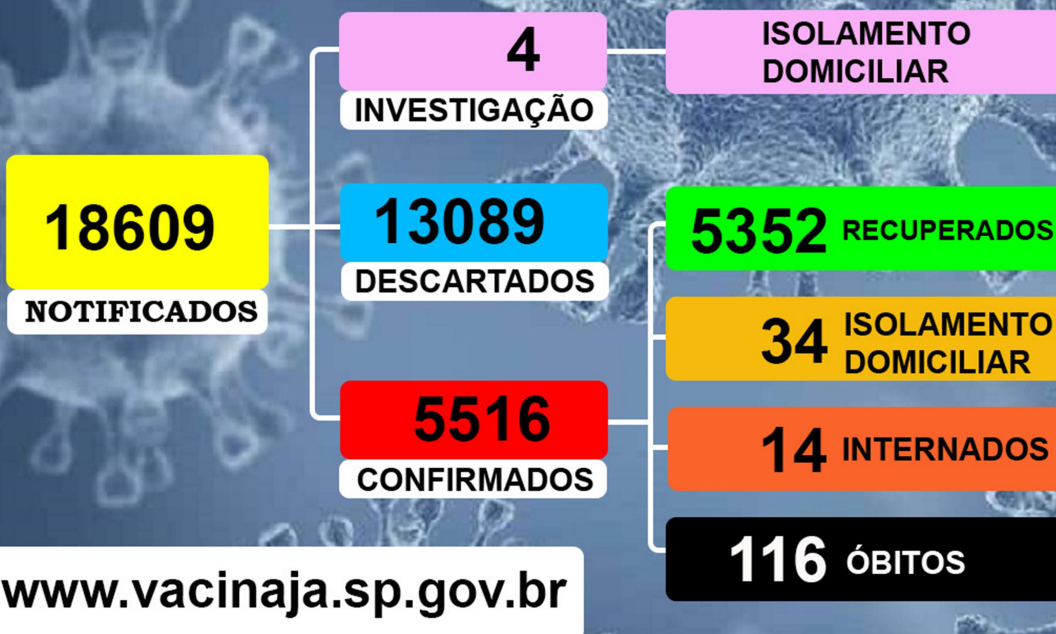 4
INVESTIGAÇÃO
ISOLAMENTO
DOMICILIAR
18609
NOTIFICADOS
13089
DESCARTADOS
5516
CONFIRMADOS
5352 RECUPERADOS
34 ISOLAMENTO
DOMICILIAR
14 INTERNADOS
116 ÓBITOS
www.vacinaja.sp.gov.br